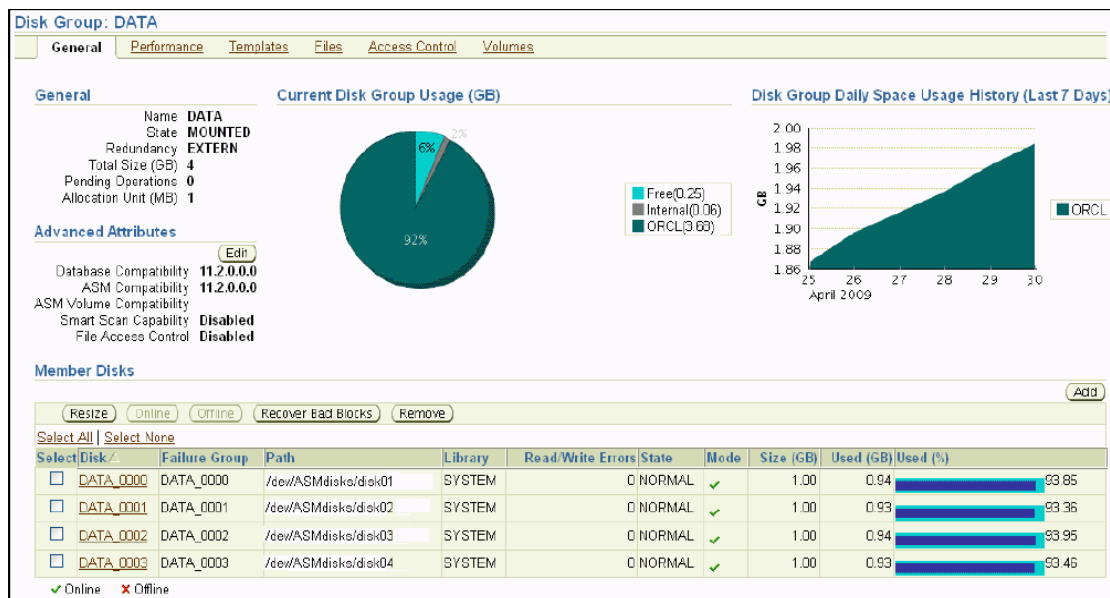 Disk Group: DATA
General Performance Templates Files Access Control Volumes
General
Name DATA
State MOUNTED
Redundancy EXTERN
Total Size (GB) 4
Pending Operations 0
Allocation Unit (MB) 1
Advanced Attributes
Edit
Database Compatibility 11.2.0.0.0
ASM Compatibility 11.2.0.0.0
ASM Volume Compatibility
Smart Scan Capability Disabled
File Access Control Disabled
Current Disk Group Usage (GB)
2%
6%
92%
Free(0.25)
Internal(0.06)
ORCL(3.68)
Disk Group Daily Space Usage History (Last 7 Days)
GB
2.00
1.98
1.96
1.94
1.92
1.90
1.88
1.86
25 26 27 28 29 30
April 2009
ORCL
Member Disks
Add
Resize Online Offline Recover Bad Blocks Remove
Select All | Select None
Select Disk Failure Group Path Library Read/Write Errors State Mode Size (GB) Used (GB) Used (%)
DATA_0000 DATA_0000 /dev/ASMdisks/disk01 SYSTEM 0 NORMAL 1.00 0.94 93.85
DATA_0001 DATA_0001 /dev/ASMdisks/disk02 SYSTEM 0 NORMAL 1.00 0.93 93.36
DATA_0002 DATA_0002 /dev/ASMdisks/disk03 SYSTEM 0 NORMAL 1.00 0.94 93.95
DATA_0003 DATA_0003 /dev/ASMdisks/disk04 SYSTEM 0 NORMAL 1.00 0.93 93.46
Online Offline